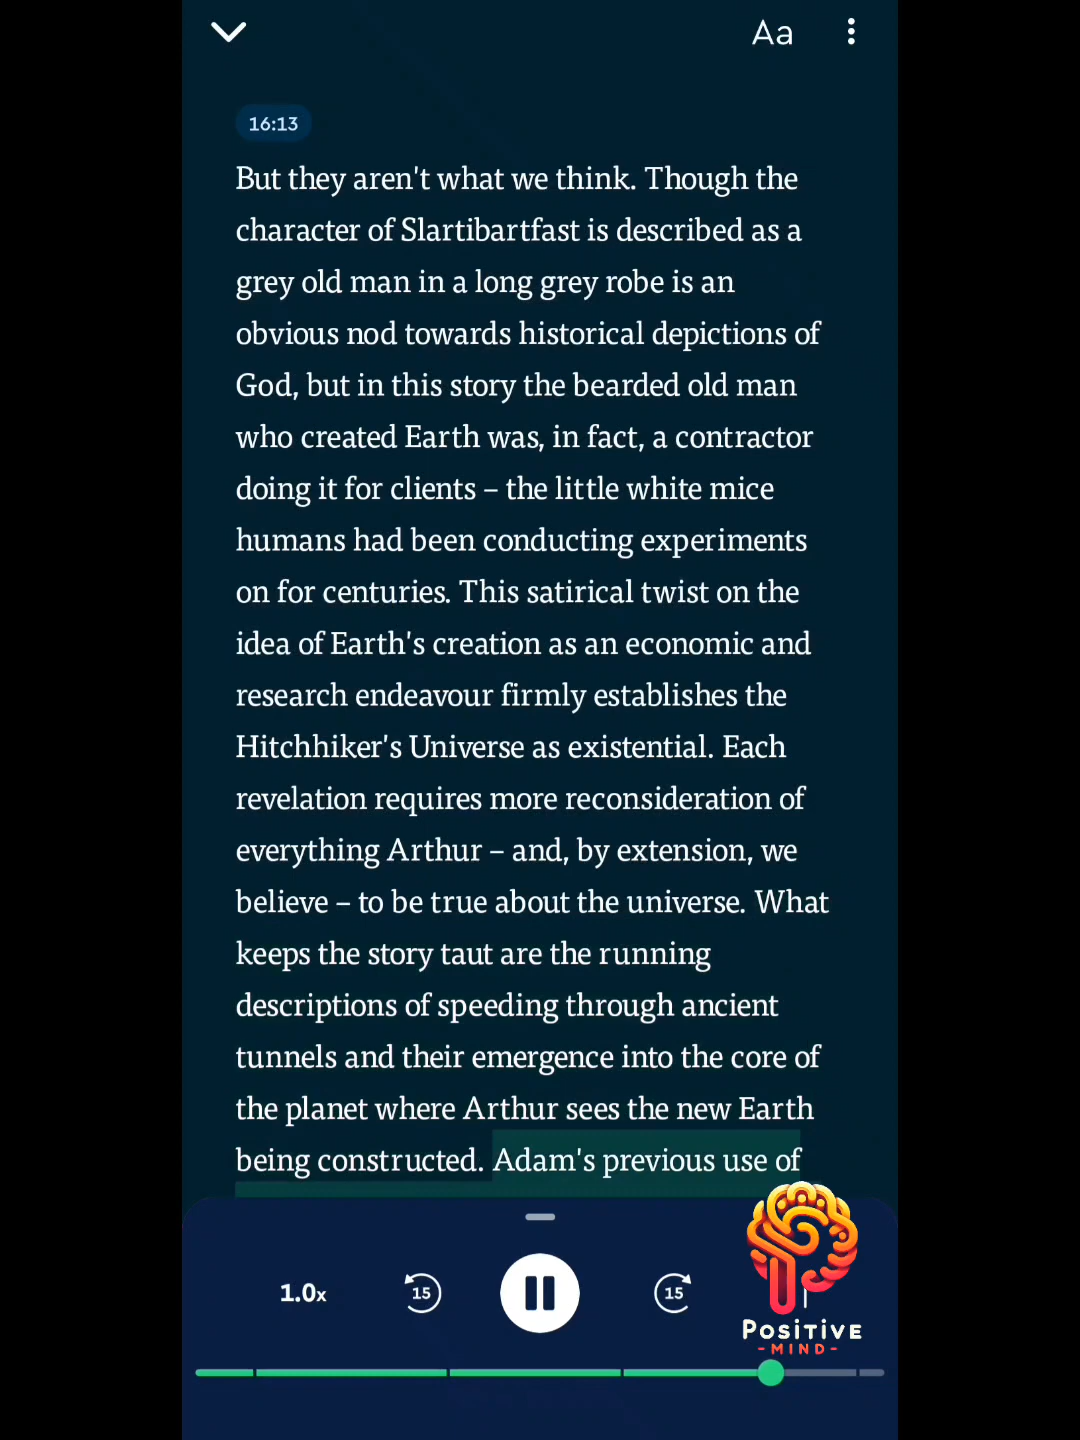 Aa
16:13
But they aren't what we think. Though the
character of Slartibartfast is described as a
grey old man in a long grey robe is an
obvious nod towards historical depictions of
God, but in this story the bearded old man
who created Earth was, in fact, a contractor
doing it for clients – the little white mice
humans had been conducting experiments
on for centuries. This satirical twist on the
idea of Earth's creation as an economic and
research endeavour firmly establishes the
Hitchhiker's Universe as existential. Each
revelation requires more reconsideration of
everything Arthur – and, by extension, we
believe – to be true about the universe. What
keeps the story taut are the running
descriptions of speeding through ancient
tunnels and their emergence into the core of
the planet where Arthur sees the new Earth
being constructed. Adam's previous use of
1.0x
15
15
POSITIVE
-MIND-